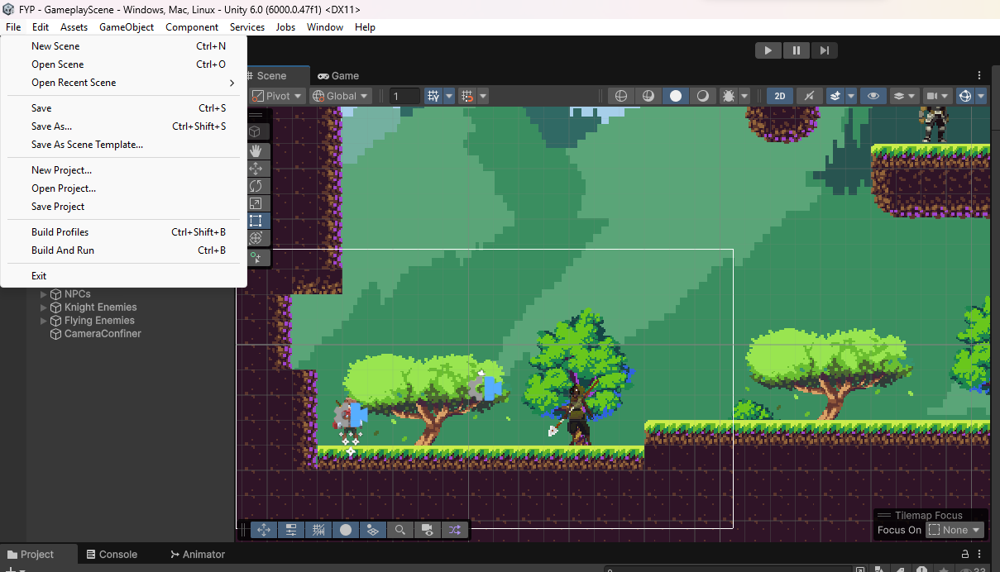 FYP - GameplayScene - Windows, Mac, Linux - Unity 6.0 (6000.0.47f1) <DX11>
File Edit Assets GameObject Component Services Jobs Window Help
New Scene Ctrl+N
Open Scene Ctrl+O
Open Recent Scene
Save Ctrl+S
Save As... Ctrl+Shift+S
Save As Scene Template...
New Project...
Open Project...
Save Project
Build Profiles Ctrl+Shift+B
Build And Run Ctrl+B
Exit
Scene Game
Pivot Global 1 2D
NPCs
Knight Enemies
Flying Enemies
CameraConfiner
Tilemap Focus
Focus On None
Project Console Animator